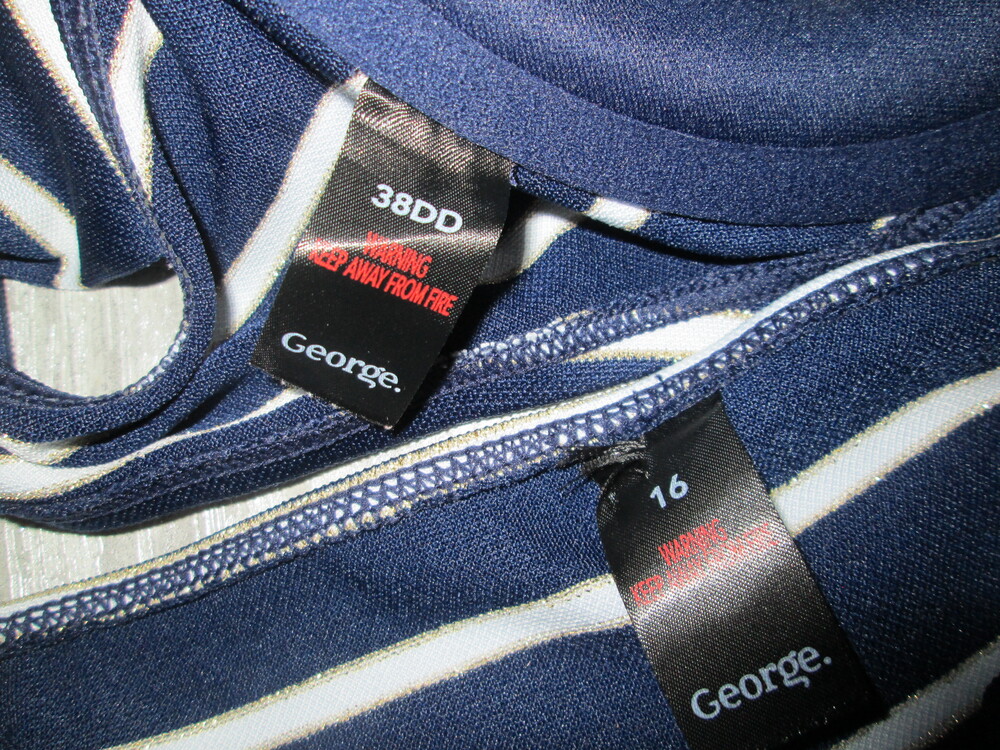 38DD
WARNING
KEEP AWAY FROM FIRE
George.
16
WARNING
George.